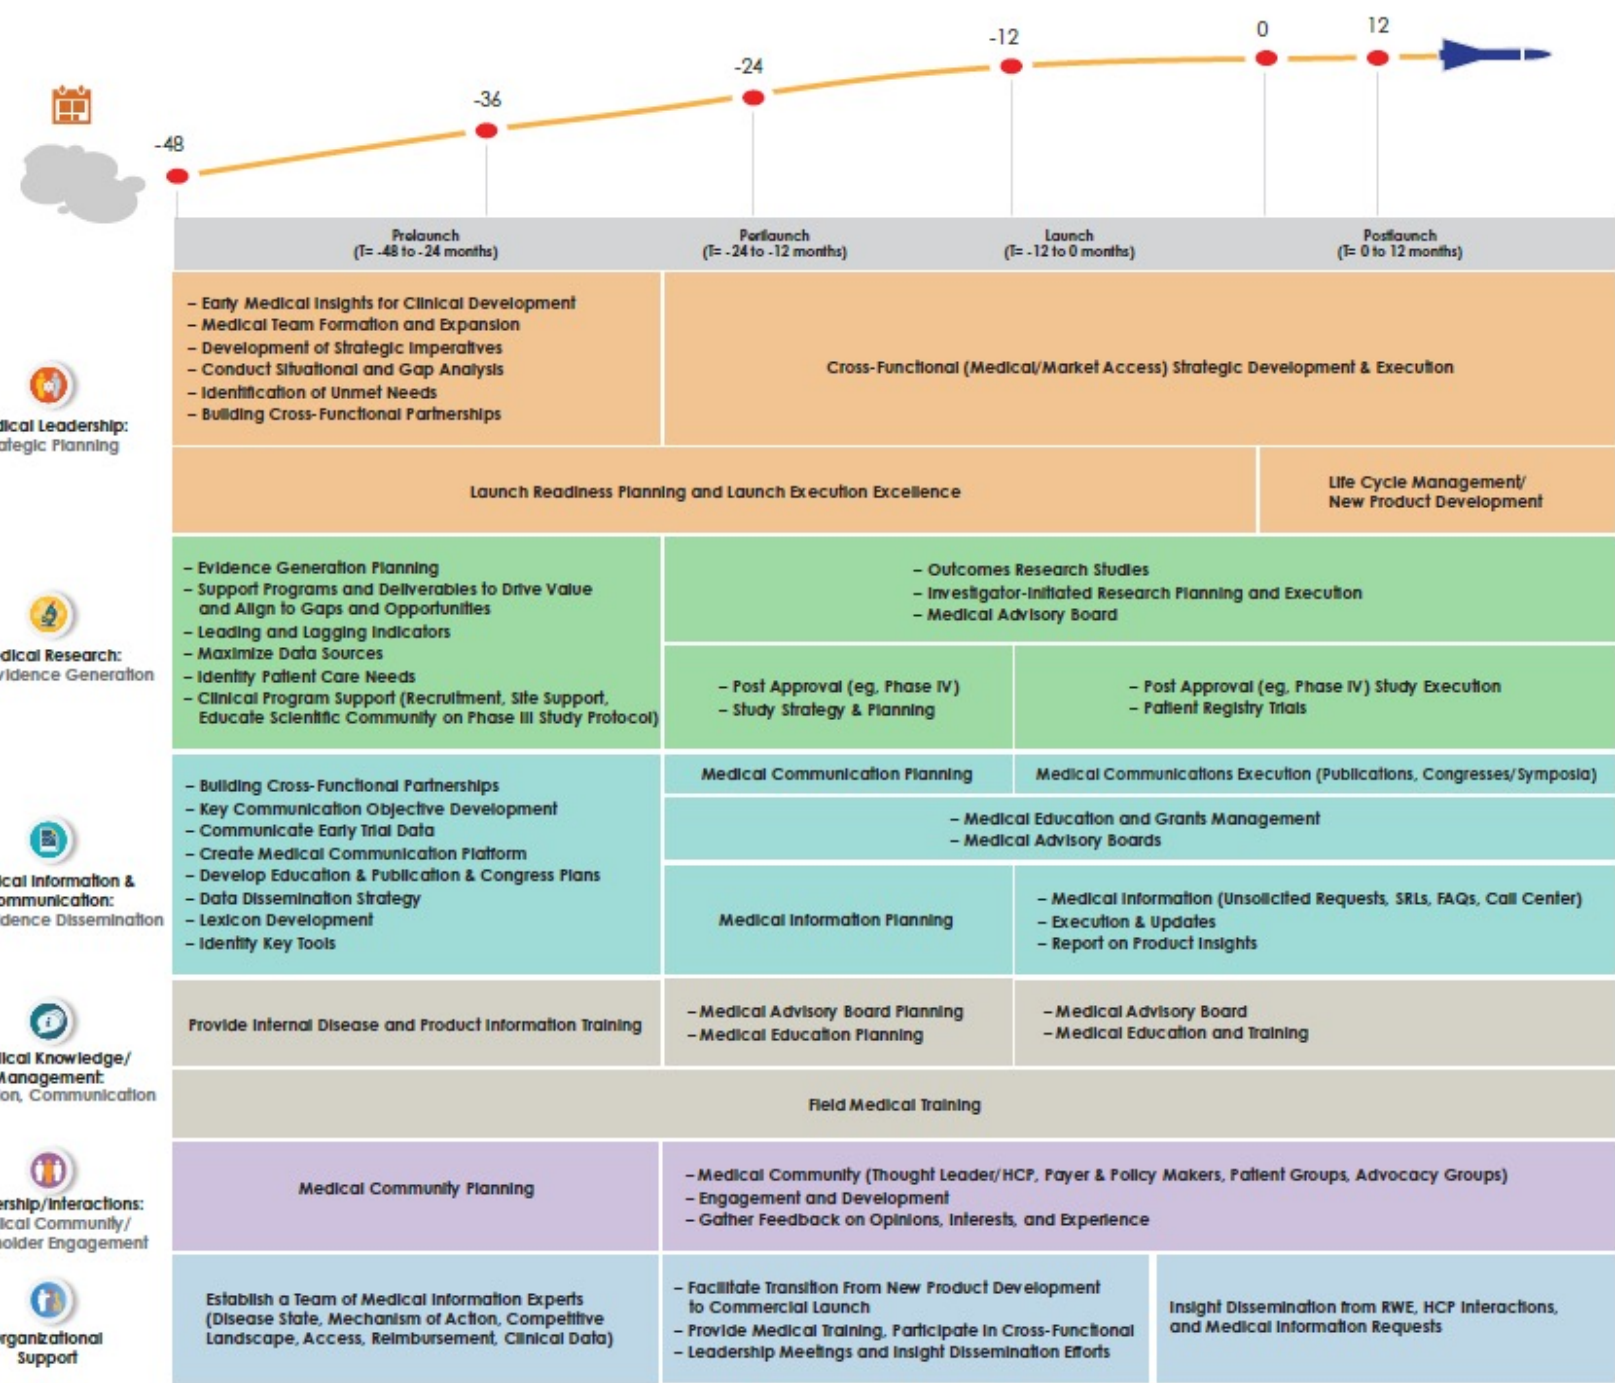 -48
-36
-24
-12
0
12
Prelaunch
(T= -48 to -24 months)
Perilaunch
(T= -24 to -12 months)
Launch
(T= -12 to 0 months)
Postlaunch
(T= 0 to 12 months)
dical Leadership:
ategic Planning
– Early Medical Insights for Clinical Development
– Medical Team Formation and Expansion
– Development of Strategic Imperatives
– Conduct Situational and Gap Analysis
– Identification of Unmet Needs
– Building Cross-Functional Partnerships
Cross-Functional (Medical/Market Access) Strategic Development & Execution
Launch Readiness Planning and Launch Execution Excellence
Life Cycle Management/
New Product Development
dical Research:
vidence Generation
– Evidence Generation Planning
– Support Programs and Deliverables to Drive Value
and Align to Gaps and Opportunities
– Leading and Lagging Indicators
– Maximize Data Sources
– Identify Patient Care Needs
– Clinical Program Support (Recruitment, Site Support,
Educate Scientific Community on Phase III Study Protocol)
– Outcomes Research Studies
– Investigator-Initiated Research Planning and Execution
– Medical Advisory Board
– Post Approval (eg, Phase IV)
– Study Strategy & Planning
– Post Approval (eg, Phase IV) Study Execution
– Patient Registry Trials
ical Information &
ommunication:
idence Dissemination
– Building Cross-Functional Partnerships
– Key Communication Objective Development
– Communicate Early Trial Data
– Create Medical Communication Platform
– Develop Education & Publication & Congress Plans
– Data Dissemination Strategy
– Lexicon Development
– Identify Key Tools
Medical Communication Planning
Medical Communications Execution (Publications, Congresses/Symposia)
– Medical Education and Grants Management
– Medical Advisory Boards
Medical Information Planning
– Medical Information (Unsolicited Requests, SRLs, FAQs, Call Center)
– Execution & Updates
– Report on Product Insights
lical Knowledge/
Management:
on, Communication
Provide Internal Disease and Product Information Training
– Medical Advisory Board Planning
– Medical Education Planning
– Medical Advisory Board
– Medical Education and Training
Field Medical Training
ership/Interactions:
lical Community/
nolder Engagement
Medical Community Planning
– Medical Community (Thought Leader/HCP, Payer & Policy Makers, Patient Groups, Advocacy Groups)
– Engagement and Development
– Gather Feedback on Opinions, Interests, and Experience
rganizational
Support
Establish a Team of Medical Information Experts
(Disease State, Mechanism of Action, Competitive
Landscape, Access, Reimbursement, Clinical Data)
– Facilitate Transition From New Product Development
to Commercial Launch
– Provide Medical Training, Participate in Cross-Functional
– Leadership Meetings and Insight Dissemination Efforts
Insight Dissemination from RWE, HCP Interactions,
and Medical Information Requests